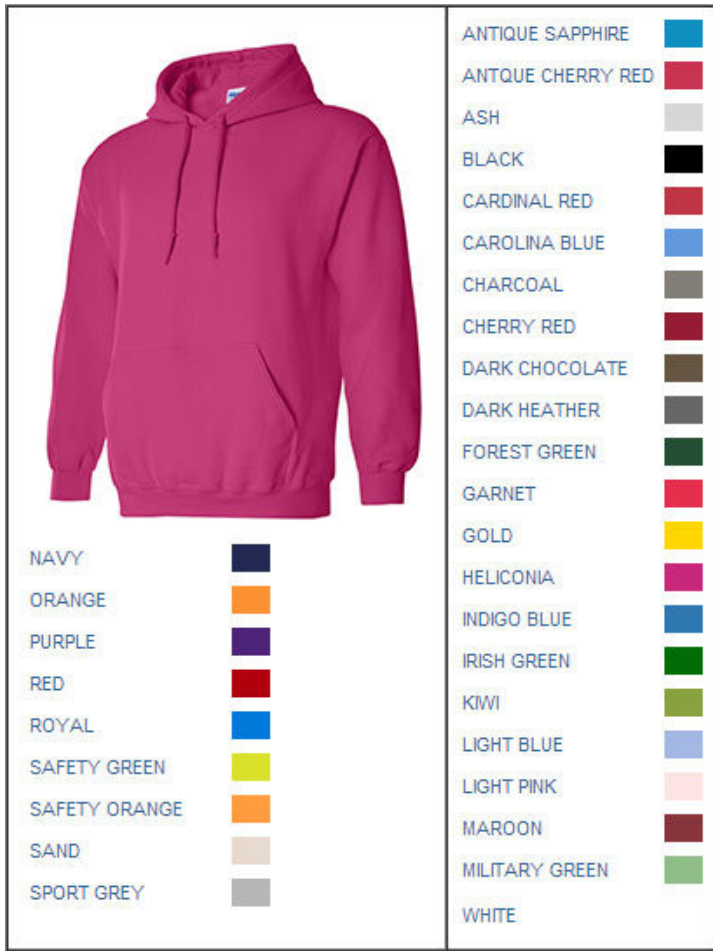 NAVY
ORANGE
PURPLE
RED
ROYAL
SAFETY GREEN
SAFETY ORANGE
SAND
SPORT GREY
ANTIQUE SAPPHIRE
ANTQUE CHERRY RED
ASH
BLACK
CARDINAL RED
CAROLINA BLUE
CHARCOAL
CHERRY RED
DARK CHOCOLATE
DARK HEATHER
FOREST GREEN
GARNET
GOLD
HELICONIA
INDIGO BLUE
IRISH GREEN
KIWI
LIGHT BLUE
LIGHT PINK
MAROON
MILITARY GREEN
WHITE